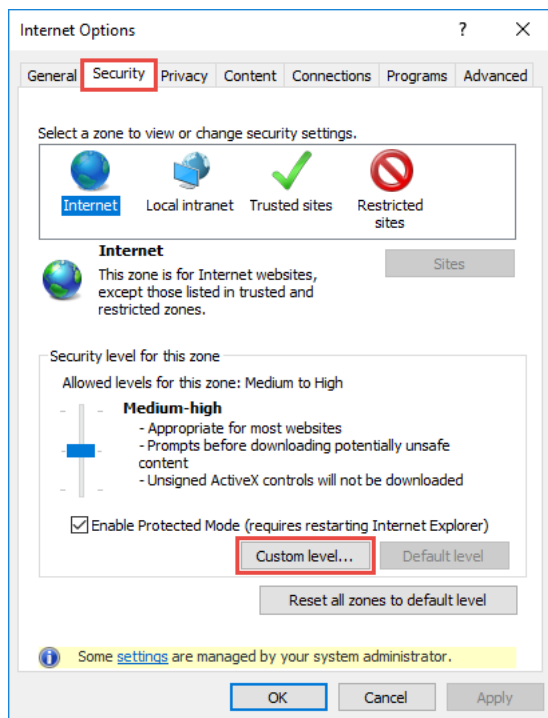 Internet Options
?
General Security Privacy Content Connections Programs Advanced
Select a zone to view or change security settings.
Internet Local intranet Trusted sites Restricted
sites
Internet
This zone is for Internet websites,
except those listed in trusted and
restricted zones.
Sites
Security level for this zone
Allowed levels for this zone: Medium to High
Medium-high
- Appropriate for most websites
- Prompts before downloading potentially unsafe
content
- Unsigned ActiveX controls will not be downloaded
Enable Protected Mode (requires restarting Internet Explorer)
Custom level... Default level
Reset all zones to default level
Some settings are managed by your system administrator.
OK Cancel Apply